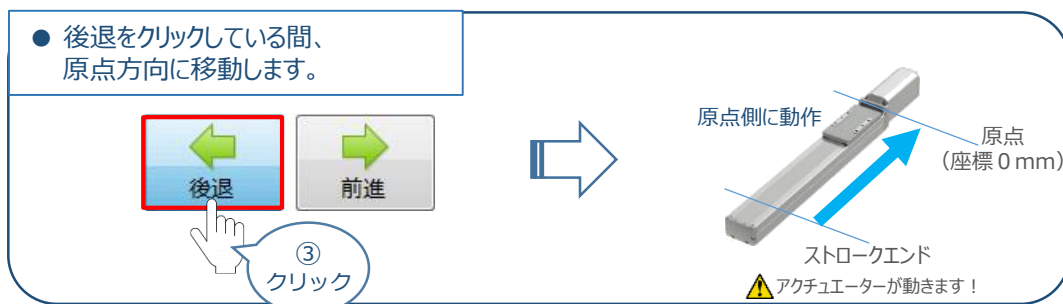 ● 後退をクリックしている間、
原点方向に移動します。
後退
前進
③
クリック
原点側に動作
原点
(座標０mm)
ストロークエンド
アクチュエーターが動きます！